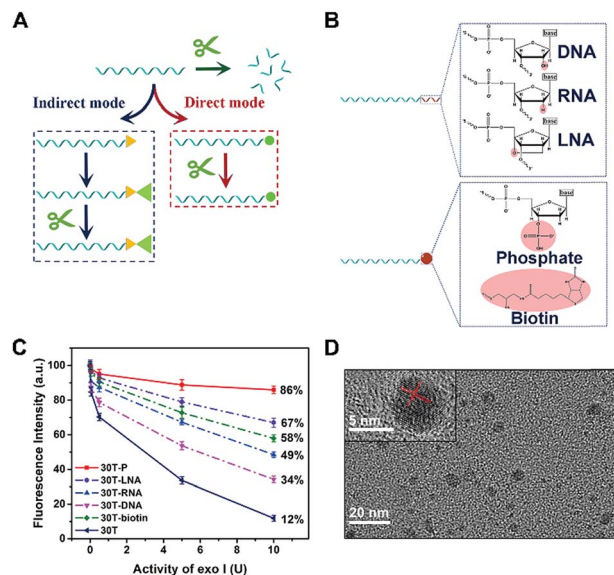 A
Indirect mode
Direct mode
B
base
OH
DNA
base
H
RNA
base
LNA
base
Phosphate
Biotin
C
Fluorescence Intensity (a.u.)
100
80
60
40
20
0
86%
67%
58%
49%
34%
12%
30T-P
30T-LNA
30T-RNA
30T-DNA
30T-biotin
30T
0
2
4
6
8
10
Activity of exo I (U)
D
5 nm
20 nm